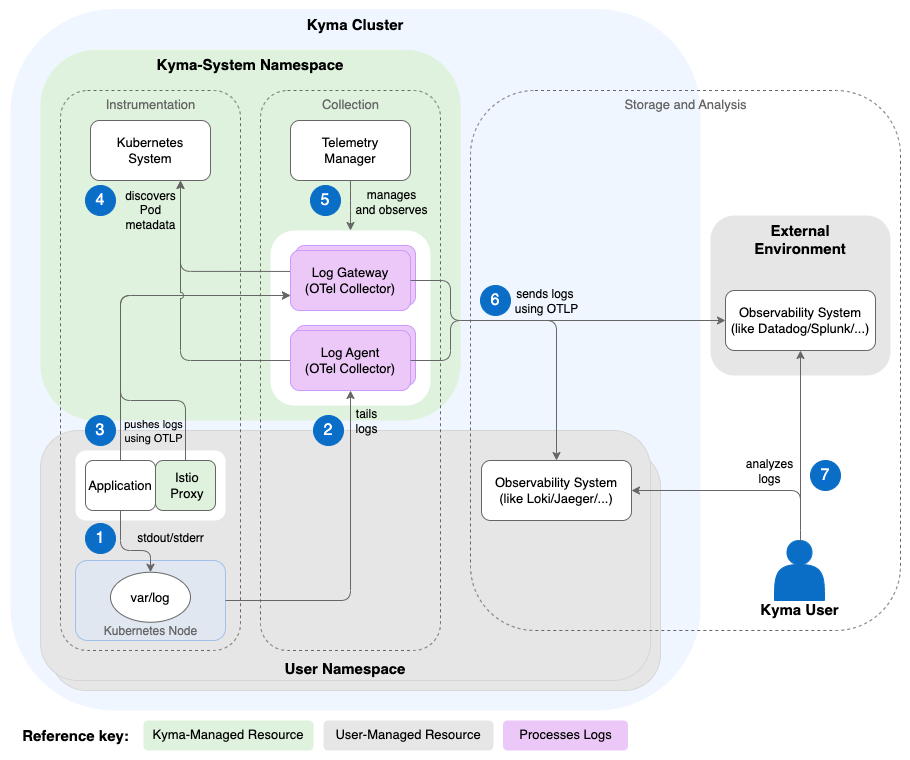 Kyma Cluster
Kyma-System Namespace
Instrumentation
Collection
Storage and Analysis
Kubernetes
System
Telemetry
Manager
4
discovers
Pod
metadata
5
manages
and observes
External
Environment
Log Gateway
(OTel Collector)
6
sends logs
using OTLP
Observability System
(like Datadog/Splunk/...)
Log Agent
(OTel Collector)
3
pushes logs
using OTLP
2
tails
logs
Application
Istio
Proxy
Observability System
(like Loki/Jaeger/...)
analyzes
logs
7
1
stdout/stderr
var/log
Kubernetes Node
Kyma User
User Namespace
Reference key:
Kyma-Managed Resource
User-Managed Resource
Processes Logs